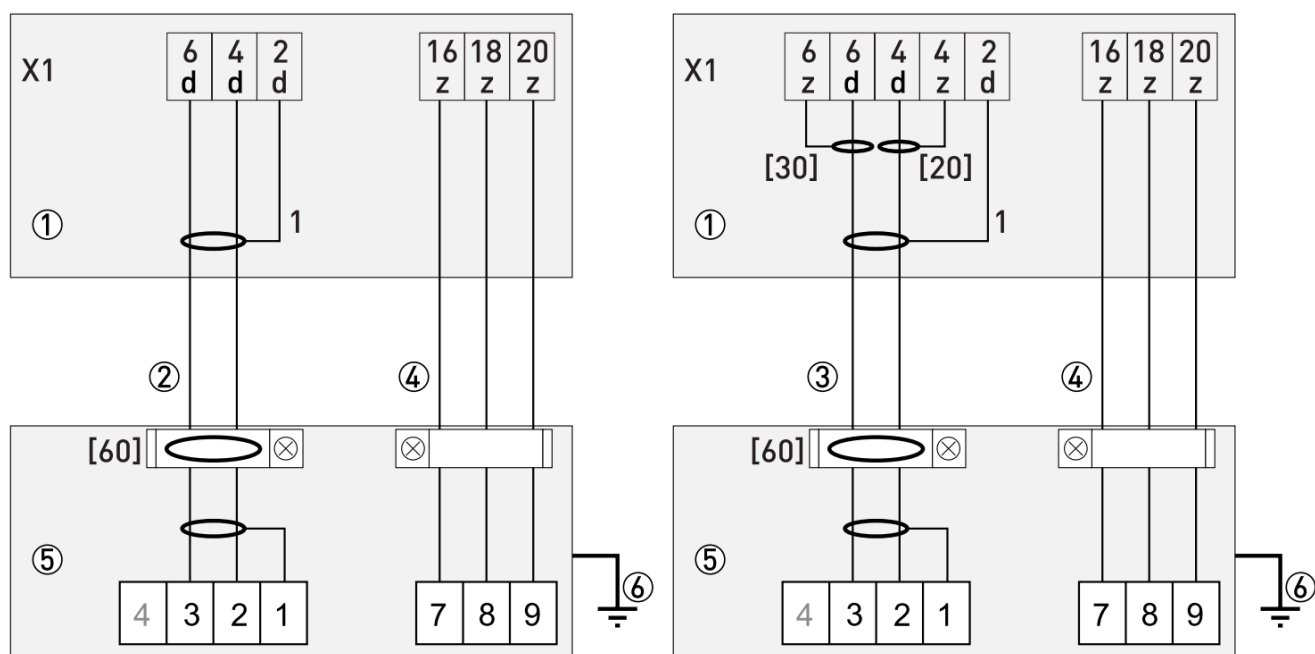 6 4 2 16 18 20
X1 d d d z z z
1
①
② ④
[60]
⑤
⑥
4 3 2 1 7 8 9
6 6 4 4 2 16 18 20
X1 z d d z d z z z
[30] [20]
① 1
③ ④
[60]
⑤
⑥
4 3 2 1 7 8 9